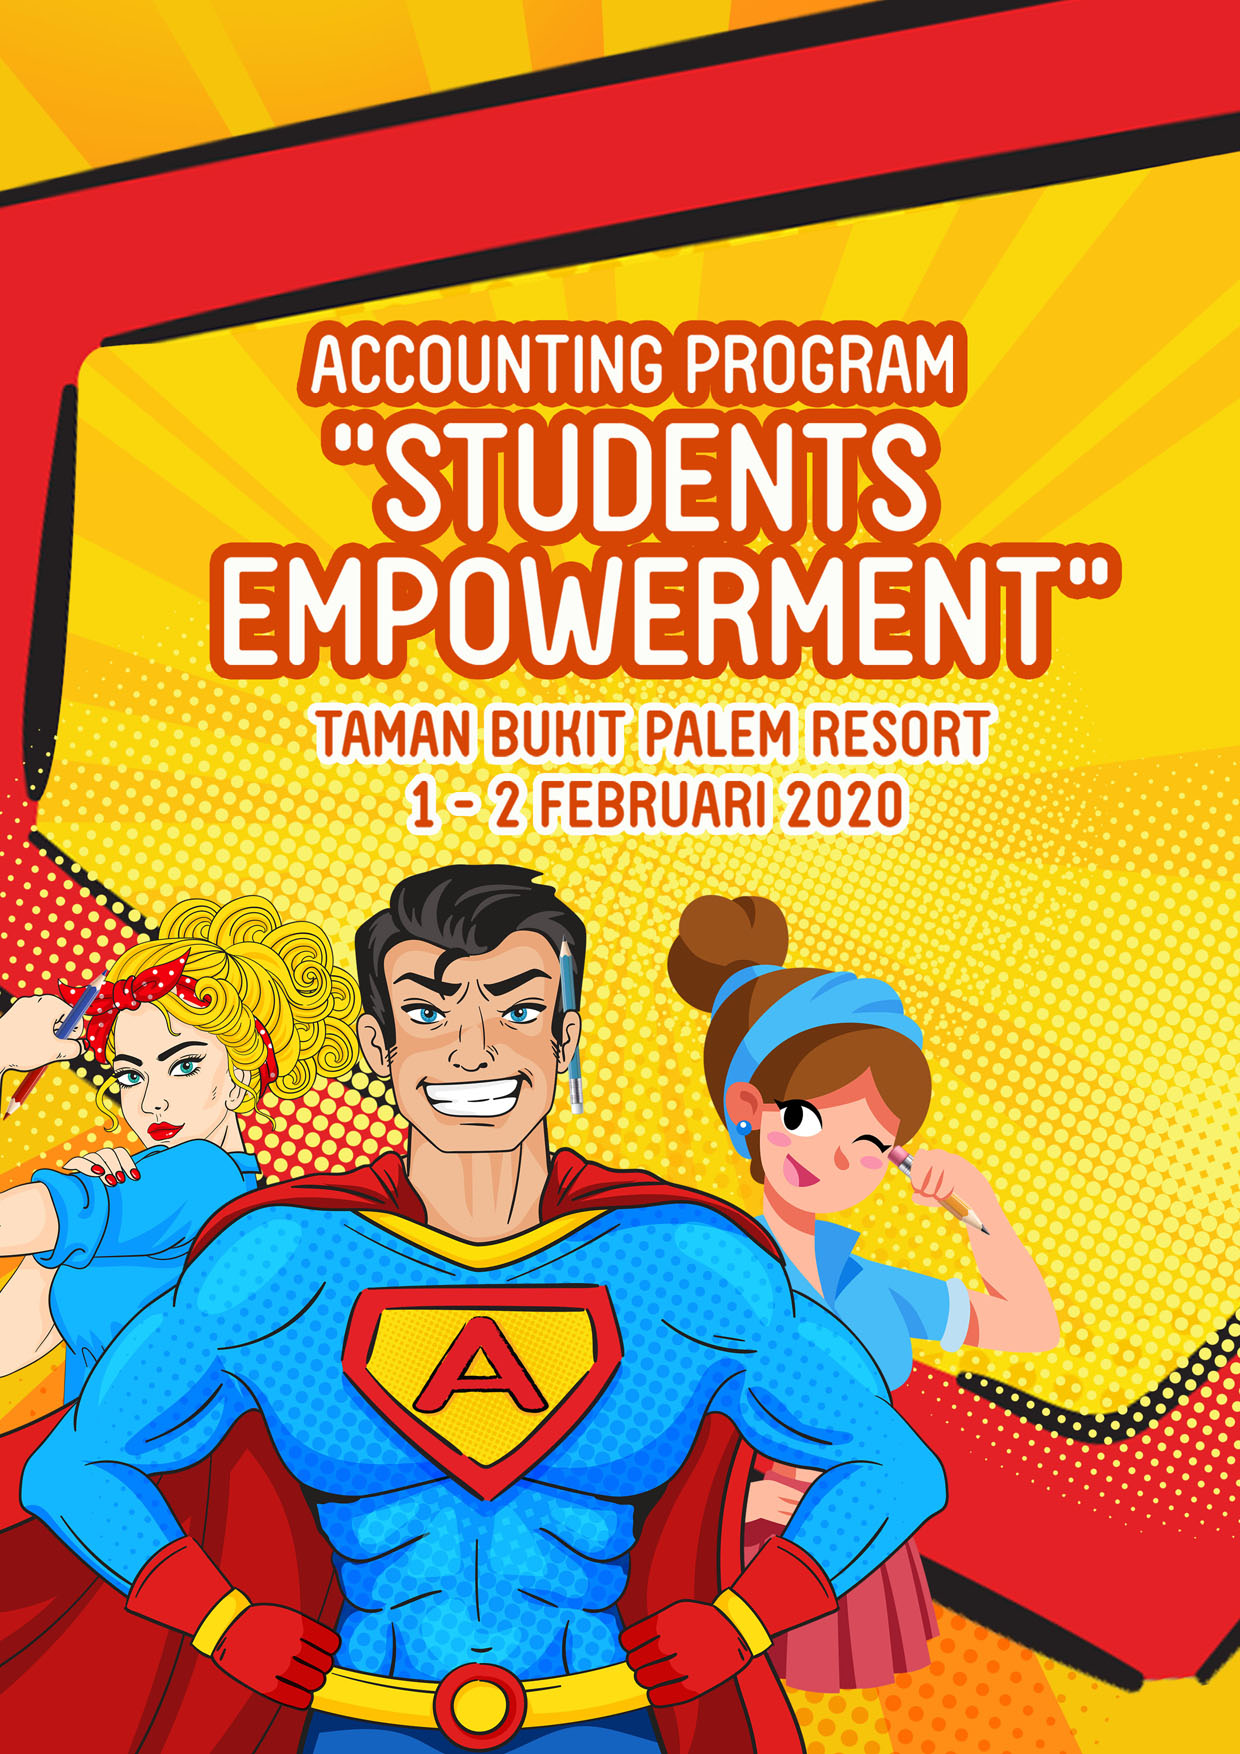 ACCOUNTING PROGRAM
"STUDENTS
EMPOWERMENT"
TAMAN BUKIT PALEM RESORT
1 - 2 FEBRUARI 2020
A